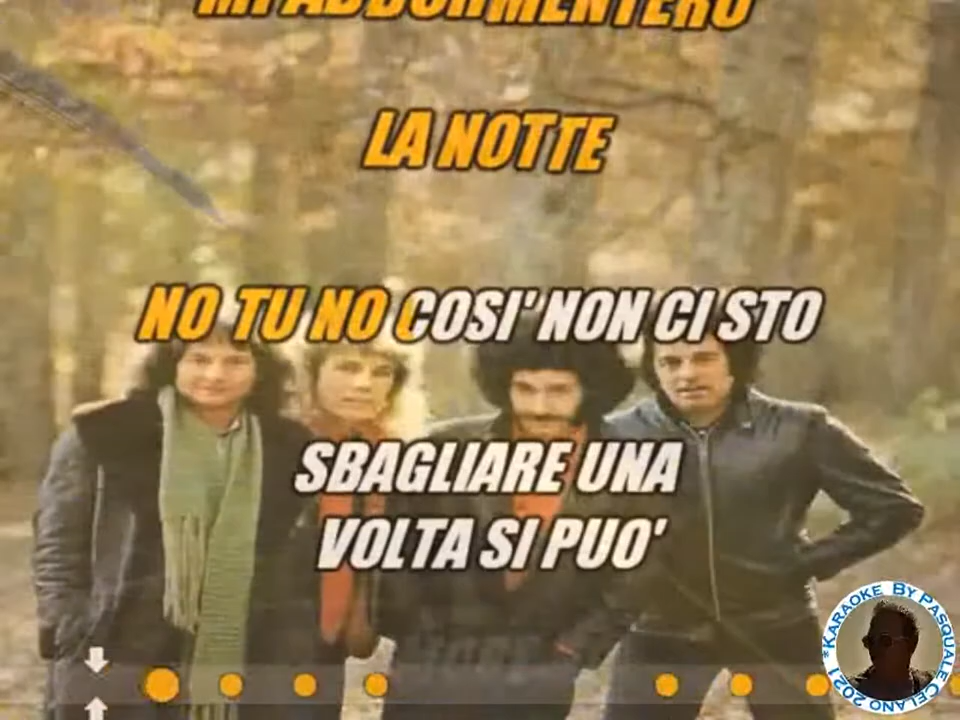 MI ADDORMENTERÒ
LA NOTTE
NO TU NO COSI' NON CI STO
SBAGLIARE UNA
VOLTA SI PUO'
*KARAOKE BY PASQUALE CELANO 2021